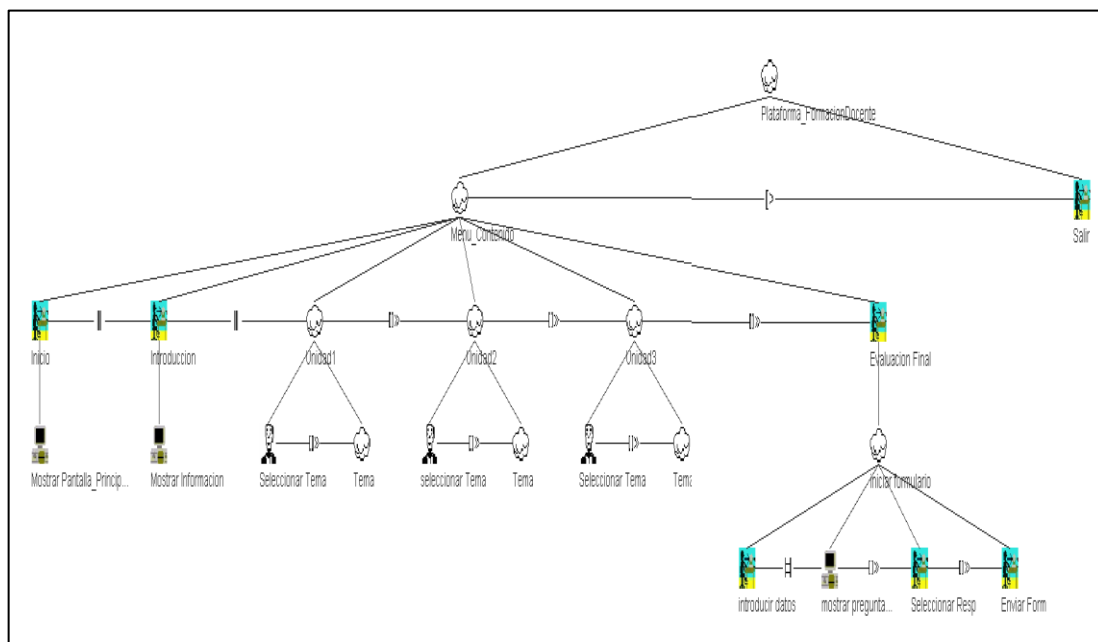 Plataforma_FormacionDocente
Menu_Contenido
Salir
Inicio
Introduccion
Unidad1
Unidad2
Unidad3
Evaluacion Final
Mostrar Pantalla_Princip...
Mostrar Informacion
Seleccionar Tema
Tema
seleccionar Tema
Tema
Seleccionar Tema
Tema
Iniciar formulario
introducir datos
mostrar pregunta...
Seleccionar Resp
Enviar Form